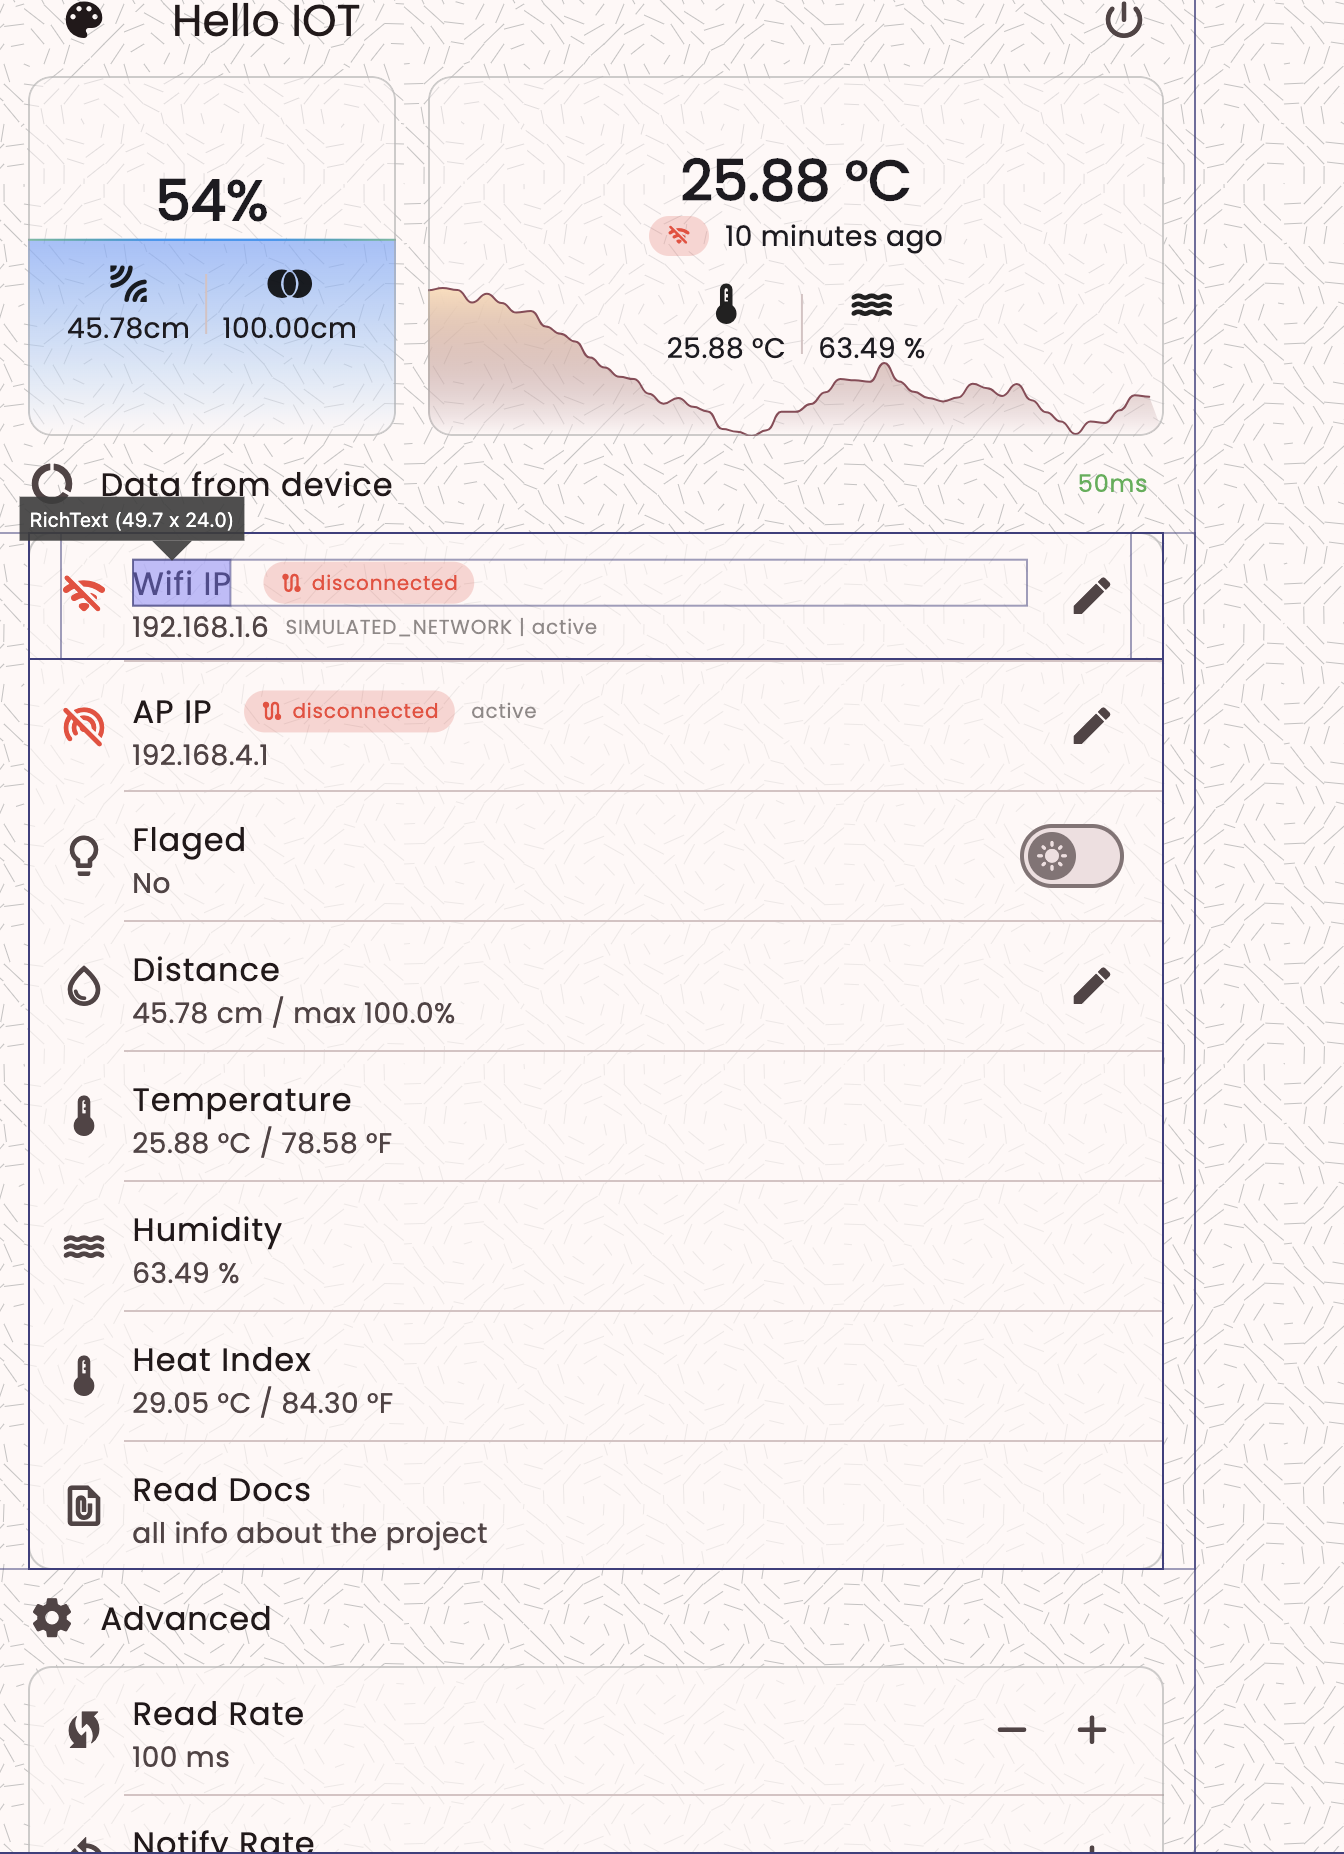 Hello IOT
54%
45.78cm
100.00cm
25.88 °C
10 minutes ago
25.88 °C
63.49 %
Data from device
50ms
RichText (49.7 x 24.0)
Wifi IP
disconnected
192.168.1.6 SIMULATED_NETWORK | active
AP IP
disconnected
active
192.168.4.1
Flaged
No
Distance
45.78 cm / max 100.0%
Temperature
25.88 °C / 78.58 °F
Humidity
63.49 %
Heat Index
29.05 °C / 84.30 °F
Read Docs
all info about the project
Advanced
Read Rate
100 ms
Notify Rate